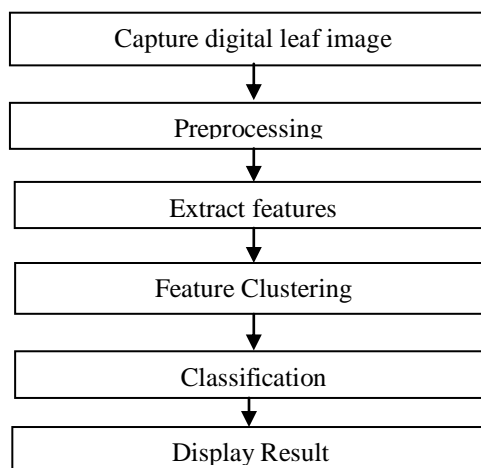 Capture digital leaf image
Preprocessing
Extract features
Feature Clustering
Classification
Display Result